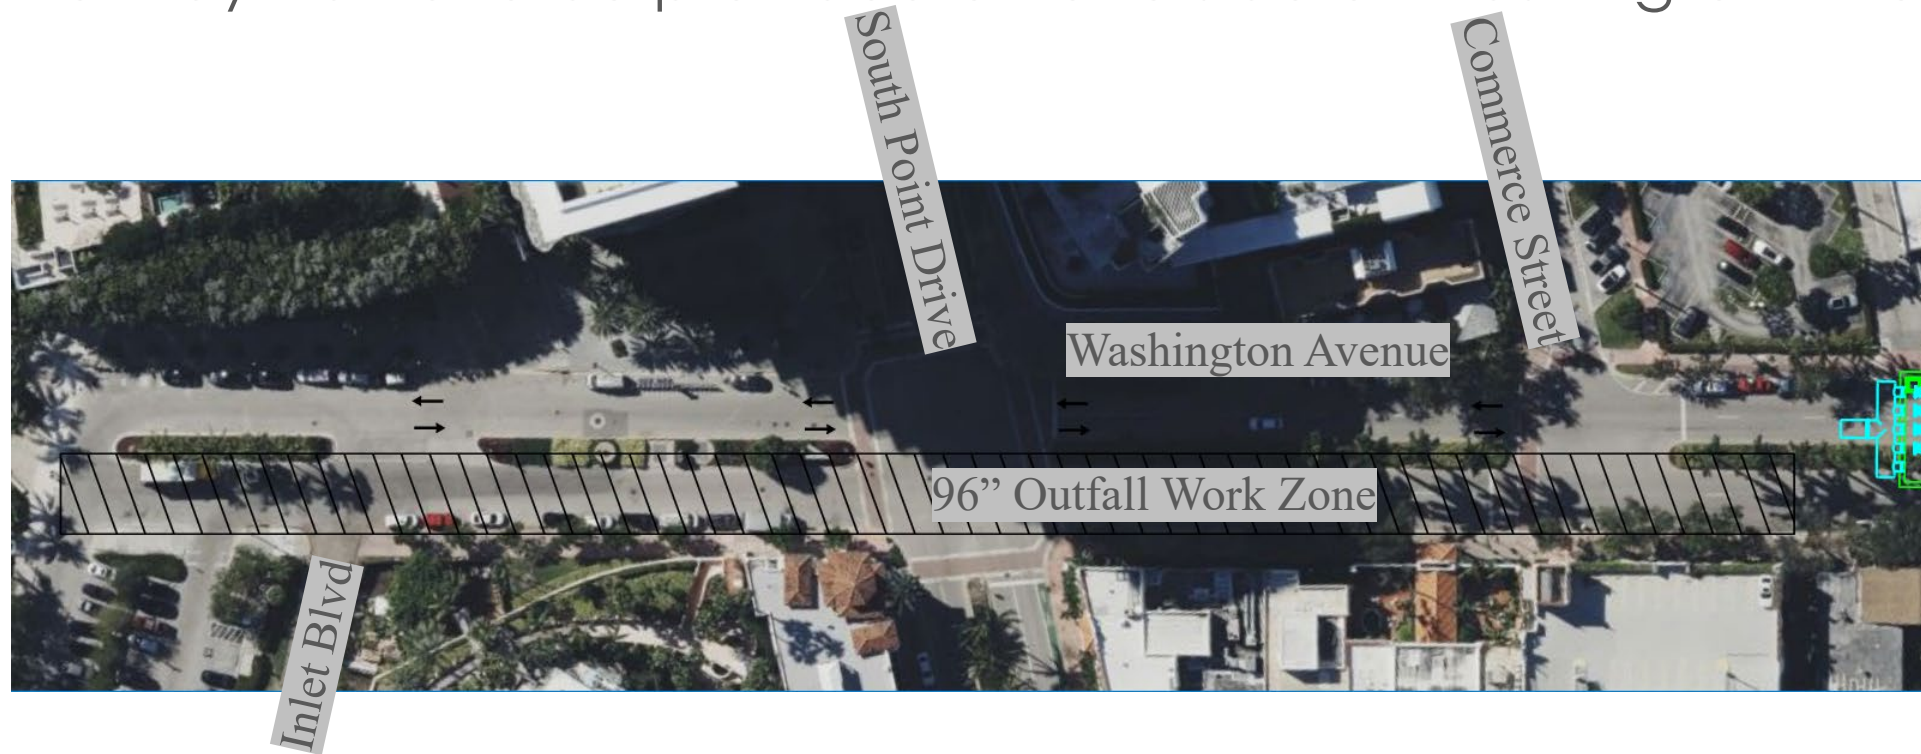 South Point Drive
Commerce Street
Washington Avenue
96” Outfall Work Zone
Inlet Blvd